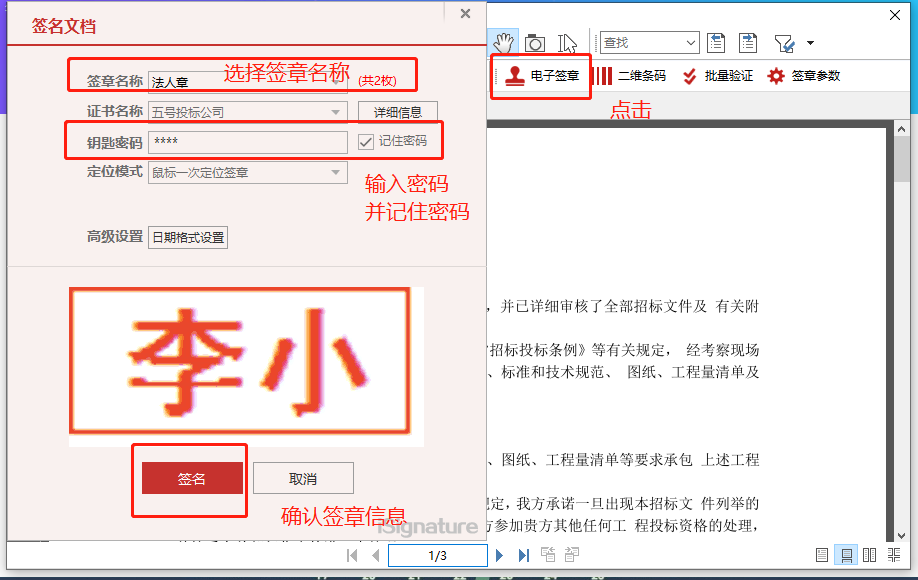 签名文档
签章名称
法人章
选择签章名称
(共2枚)
证书名称
五号投标公司
详细信息
钥匙密码
****
记住密码
定位模式
鼠标一次定位签章
输入密码
并记住密码
高级设置
日期格式设置
李小
签名
取消
确认签章信息
iSignature
查找
电子签章
二维条码
批量验证
签章参数
点击
,并已详细审核了全部招标文件及 有关附
招标投标条例》等有关规定, 经考察现场
、标准和技术规范、 图纸、工程量清单及
、图纸、工程量清单等要求承包 上述工程
定,我方承诺一旦出现本招标文 件列举的
参加贵方其他任何工 程投标资格的处理,
1/3